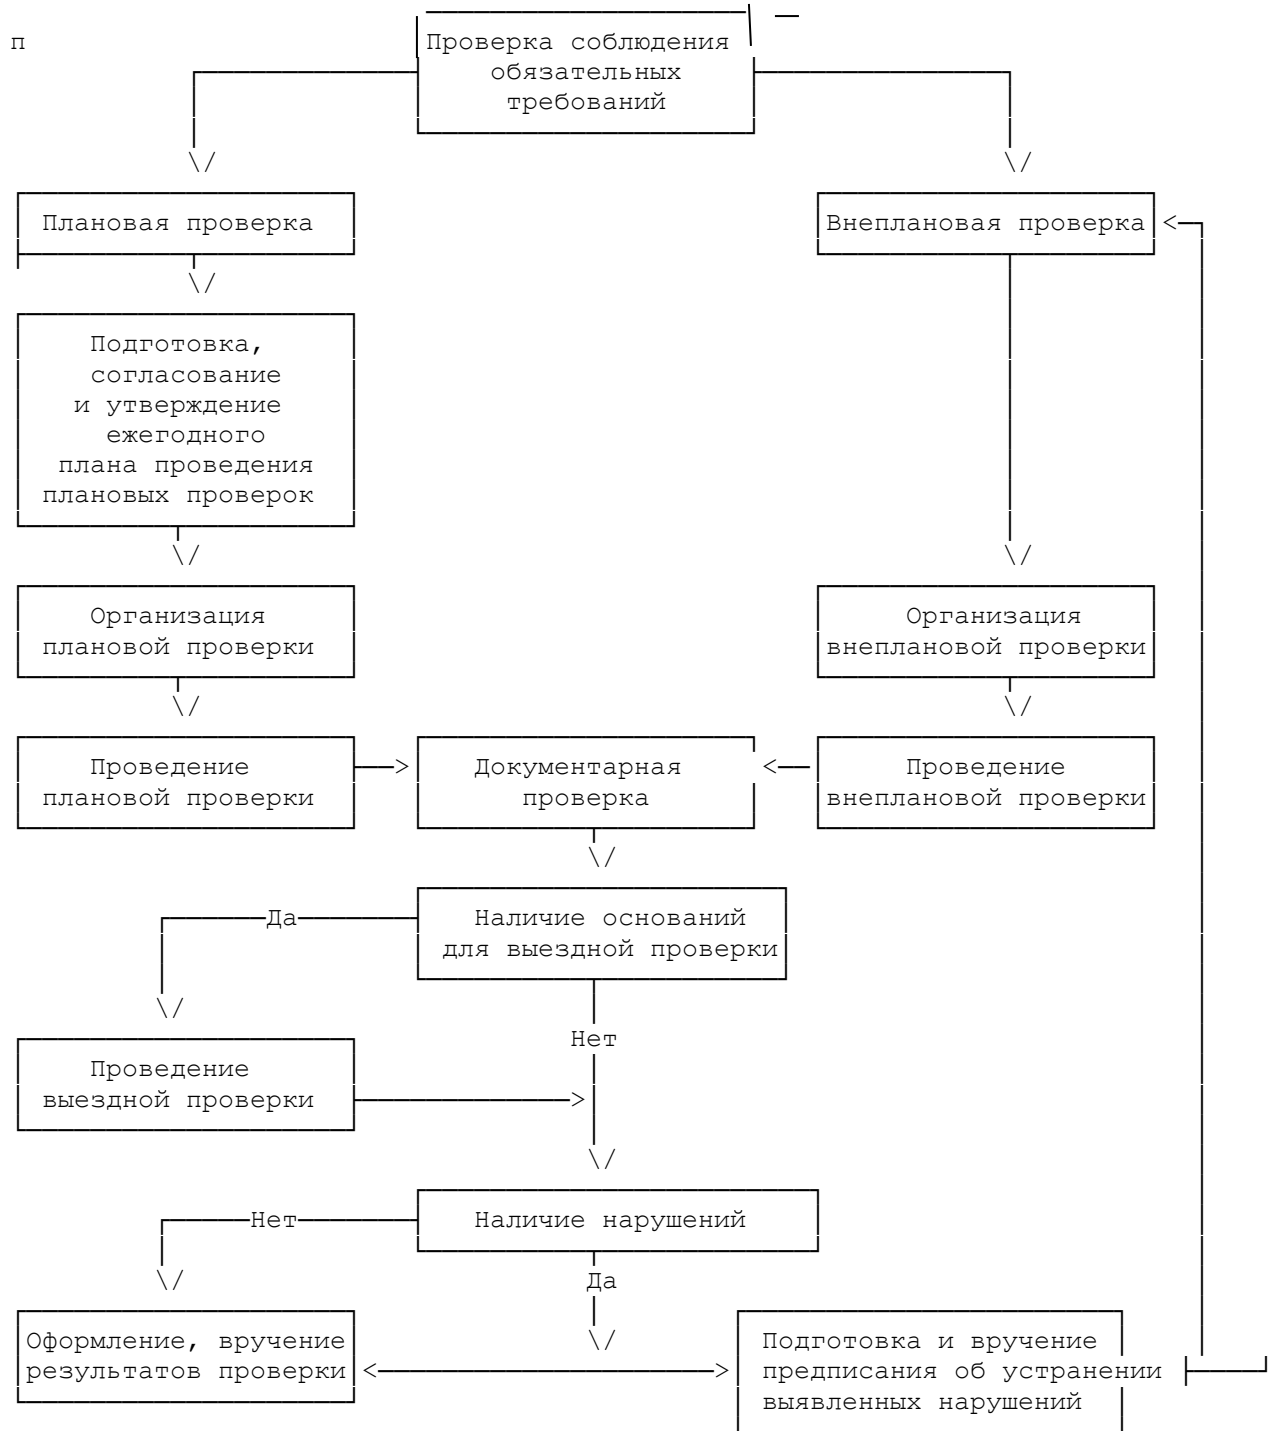 п
Проверка соблюдения
обязательных
требований
Плановая проверка
Внеплановая проверка
Подготовка,
согласование
и утверждение
ежегодного
плана проведения
плановых проверок
Организация
плановой проверки
Организация
внеплановой проверки
Проведение
плановой проверки
Документарная
проверка
Проведение
внеплановой проверки
Да
Наличие оснований
для выездной проверки
Нет
Проведение
выездной проверки
Нет
Наличие нарушений
Да
Оформление, вручение
результатов проверки
Подготовка и вручение
предписания об устранении
выявленных нарушений